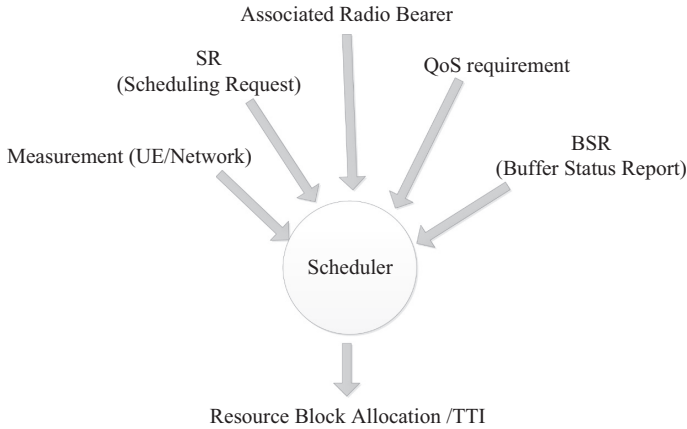 Associated Radio Bearer
SR
(Scheduling Request)
QoS requirement
Measurement (UE/Network)
BSR
(Buffer Status Report)
Scheduler
Resource Block Allocation /TTI